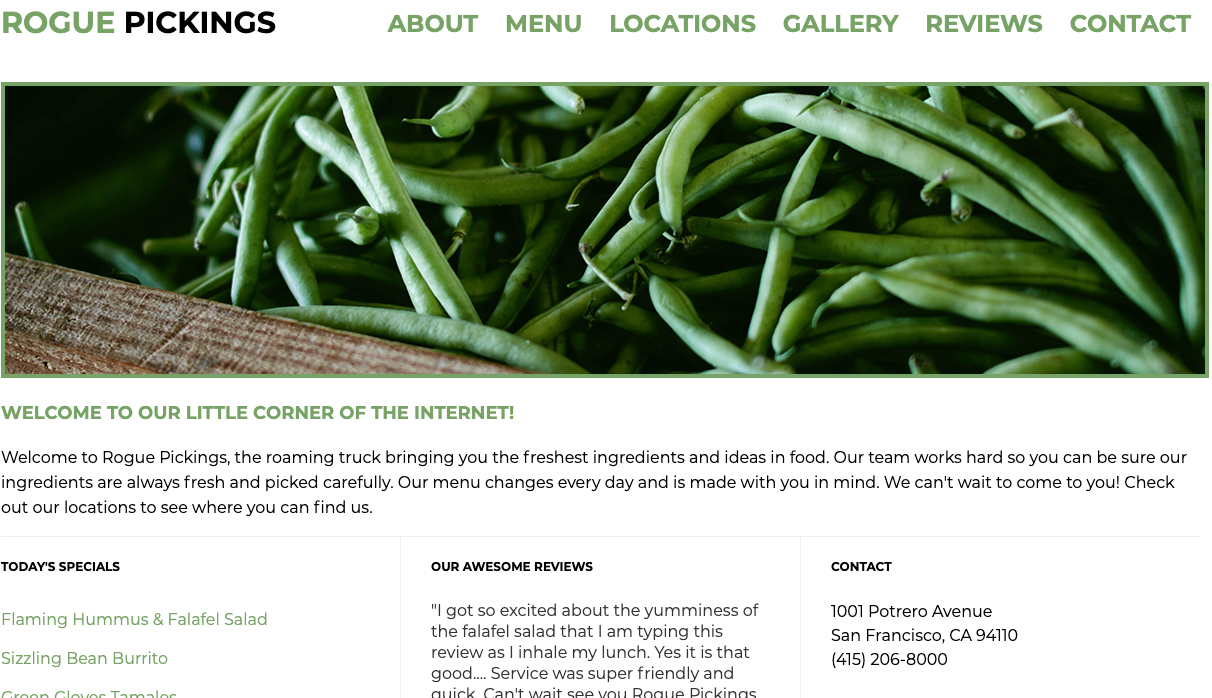 ROGUE PICKINGS
ABOUT MENU LOCATIONS GALLERY REVIEWS CONTACT
WELCOME TO OUR LITTLE CORNER OF THE INTERNET!
Welcome to Rogue Pickings, the roaming truck bringing you the freshest ingredients and ideas in food. Our team works hard so you can be sure our
ingredients are always fresh and picked carefully. Our menu changes every day and is made with you in mind. We can't wait to come to you! Check
out our locations to see where you can find us.
TODAY'S SPECIALS
Flaming Hummus & Falafel Salad
Sizzling Bean Burrito
Green Gloves Tamales
OUR AWESOME REVIEWS
"I got so excited about the yumminess of
the falafel salad that I am typing this
review as I inhale my lunch. Yes it is that
good.... Service was super friendly and
quick. Can't wait see you Rogue Pickings
CONTACT
1001 Potrero Avenue
San Francisco, CA 94110
(415) 206-8000